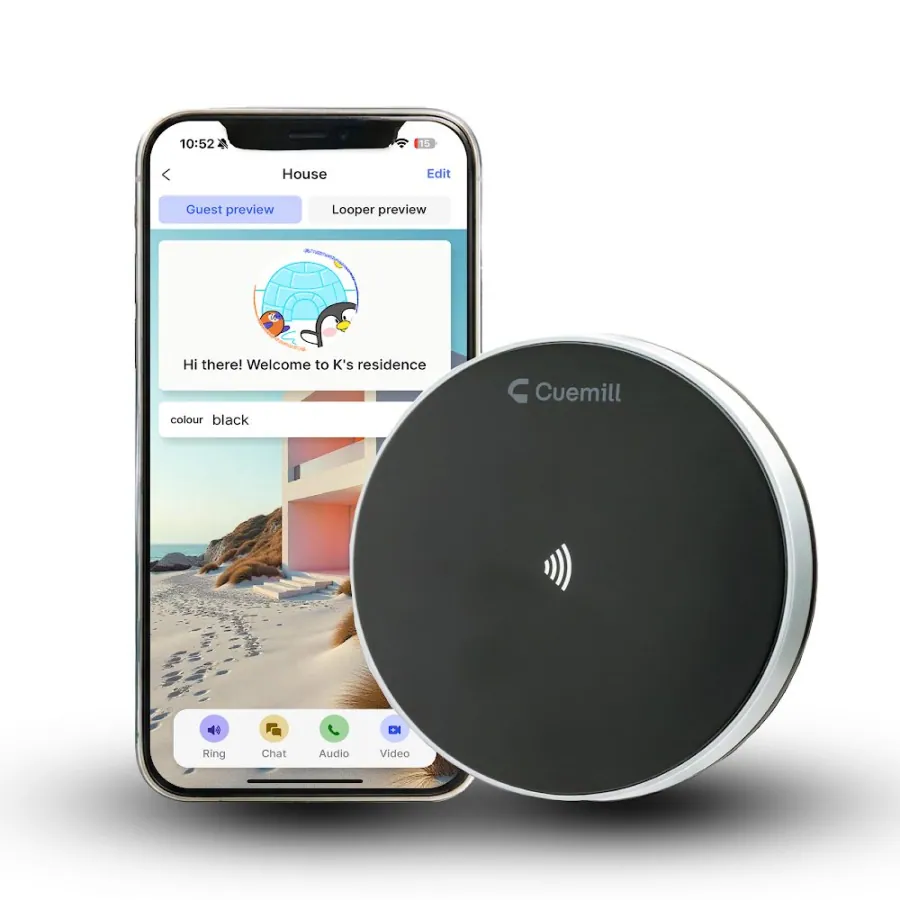 10:52
15
House
Edit
Guest preview
Looper preview
Hi there! Welcome to K's residence
colour black
Cuemill
Ring
Chat
Audio
Video